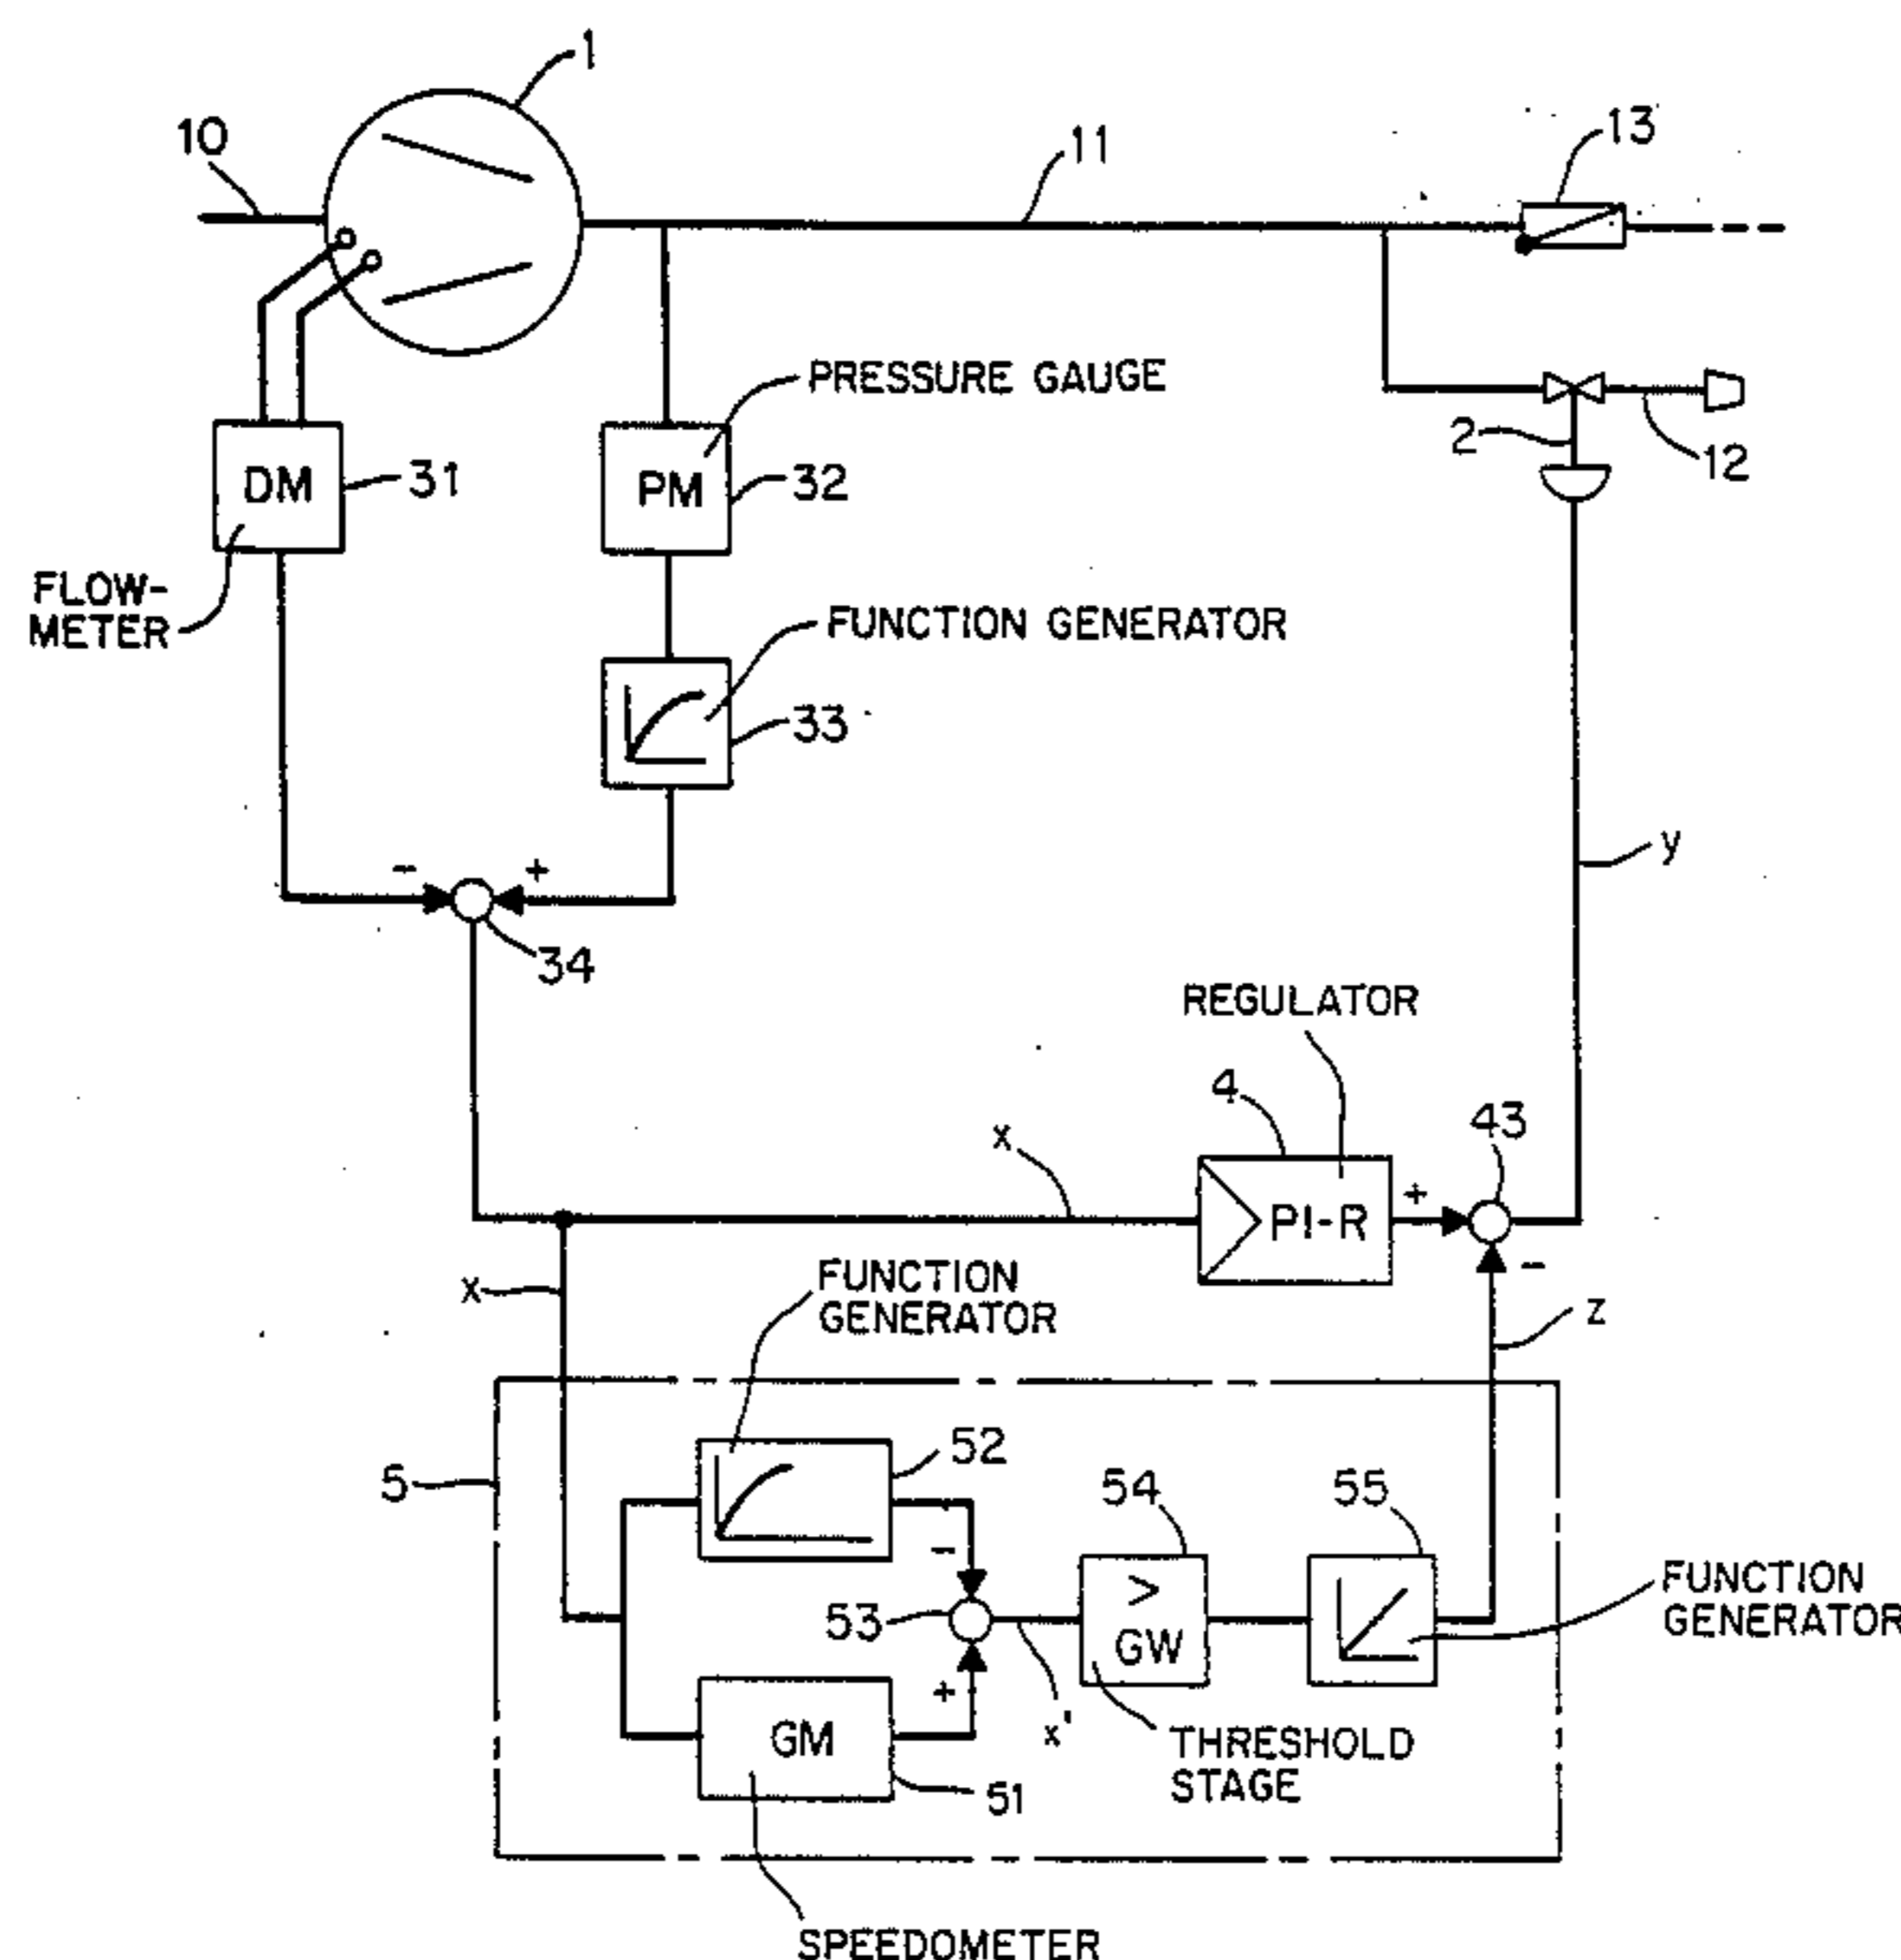 1
10
11
13
PRESSURE GAUGE
2
12
DM
31
PM
32
FLOW-
METER
FUNCTION GENERATOR
33
y
-
+
34
REGULATOR
4
43
x
PI-R
+
-
x
FUNCTION
GENERATOR
z
5
52
54
55
-
>
GW
FUNCTION
GENERATOR
53
+
GM
x'
THRESHOLD
STAGE
51
SPEEDOMETER